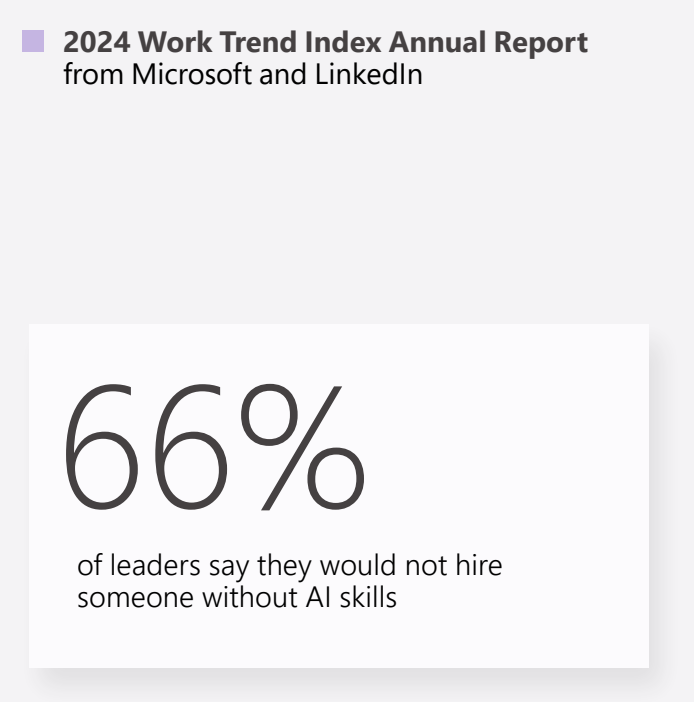 2024 Work Trend Index Annual Report
from Microsoft and LinkedIn
66%
of leaders say they would not hire
someone without AI skills